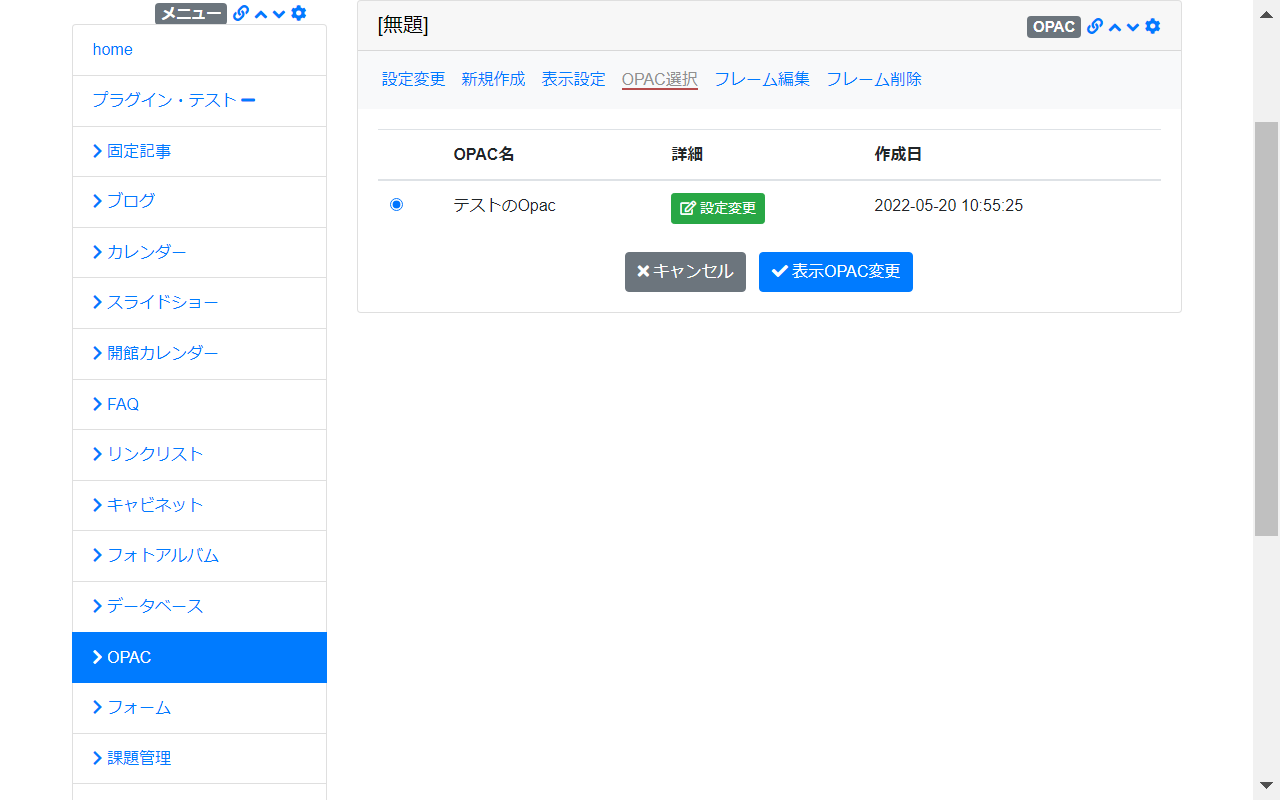 メニュー
home
プラグイン・テスト
固定記事
ブログ
カレンダー
スライドショー
開館カレンダー
FAQ
リンクリスト
キャビネット
フォトアルバム
データベース
OPAC
フォーム
課題管理
[無題] OPAC
設定変更 新規作成 表示設定 OPAC選択 フレーム編集 フレーム削除
OPAC名 詳細 作成日
テストのOpac 設定変更 2022-05-20 10:55:25
キャンセル 表示OPAC変更